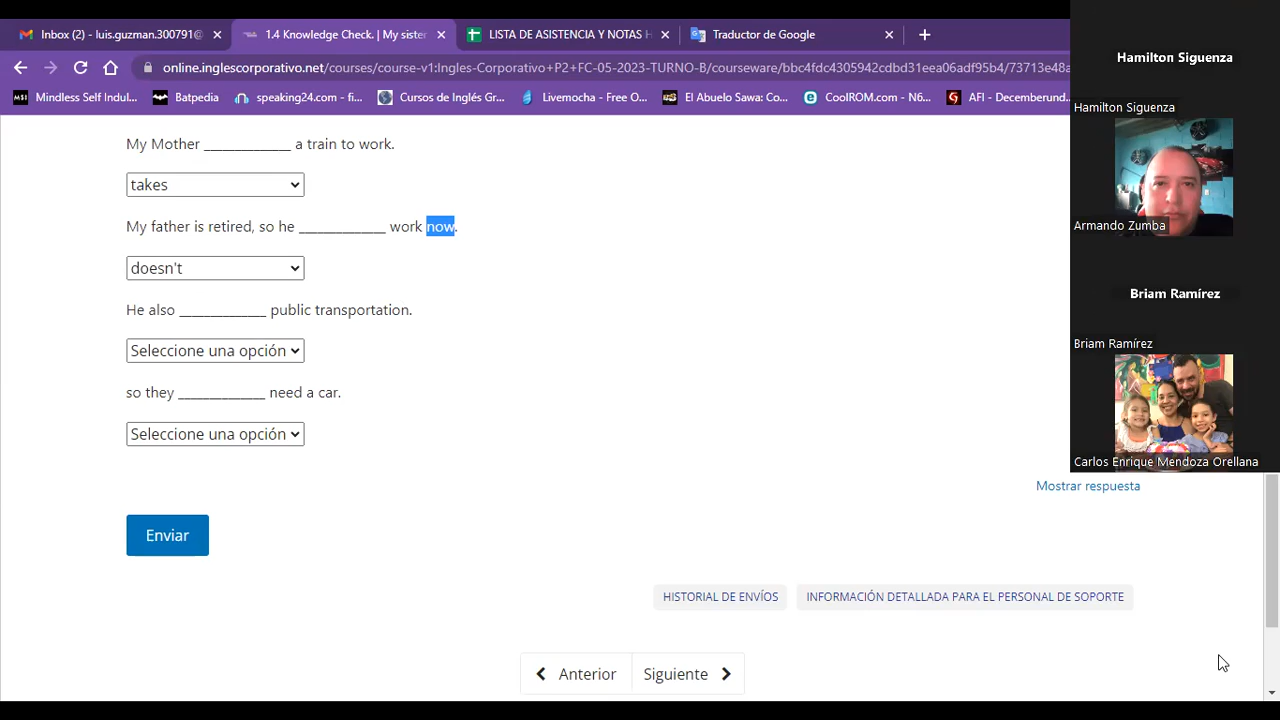 Inbox (2) - luis.guzman.300791@
1.4 Knowledge Check. | My siste
LISTA DE ASISTENCIA Y NOTAS H
Traductor de Google
online.inglescorporativo.net/courses/course-v1:Ingles-Corporativo+P2+FC-05-2023-TURNO-B/courseware/bbc4fdc4305942cdbd31eea06adf95b4/73713e48a
Mindless Self Indul...
Batpedia
speaking24.com - fi...
Cursos de Inglés Gr...
Livemocha - Free O...
El Abuelo Sawa: Co...
CoolROM.com - N6...
AFI - Decemberund...
My Mother ______________ a train to work.
takes
My father is retired, so he ______________ work now.
doesn't
He also ______________ public transportation.
Seleccione una opción
so they ______________ need a car.
Seleccione una opción
Mostrar respuesta
Enviar
HISTORIAL DE ENVÍOS
INFORMACIÓN DETALLADA PARA EL PERSONAL DE SOPORTE
Anterior
Siguiente
Hamilton Siguenza
Hamilton Siguenza
Armando Zumba
Briam Ramírez
Briam Ramírez
Carlos Enrique Mendoza Orellana